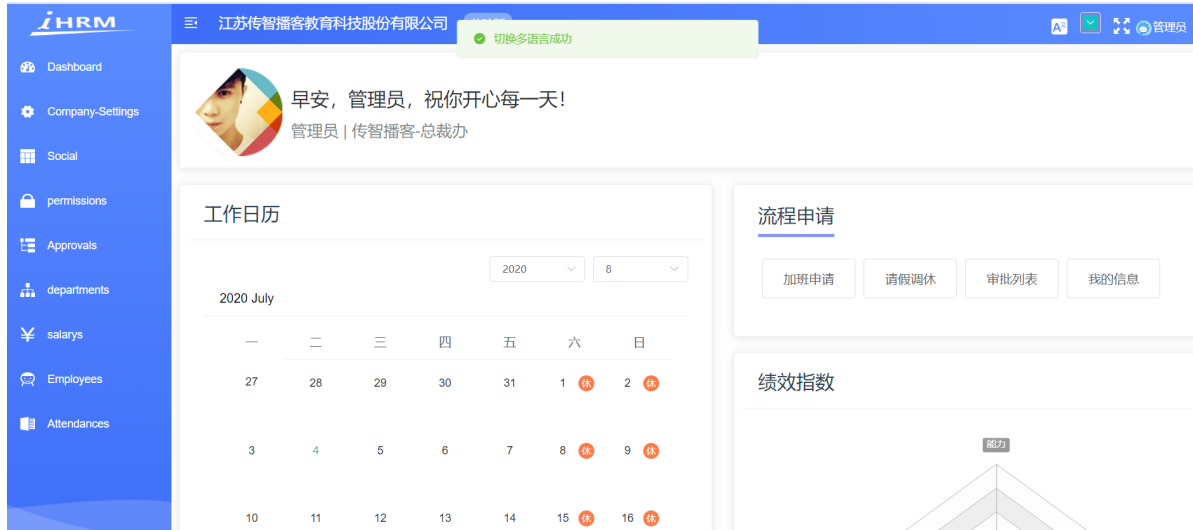 iHRM
江苏传智播客教育科技股份有限公司
切换多语言成功
管理员
Dashboard
Company-Settings
Social
permissions
Approvals
departments
salarys
Employees
Attendances
早安，管理员，祝你开心每一天！
管理员 | 传智播客-总裁办
工作日历
2020 8
2020 July
一 二 三 四 五 六 日
27 28 29 30 31 1 休 2 休
3 4 5 6 7 8 休 9 休
10 11 12 13 14 15 休 16 休
流程申请
加班申请 请假调休 审批列表 我的信息
绩效指数
能力